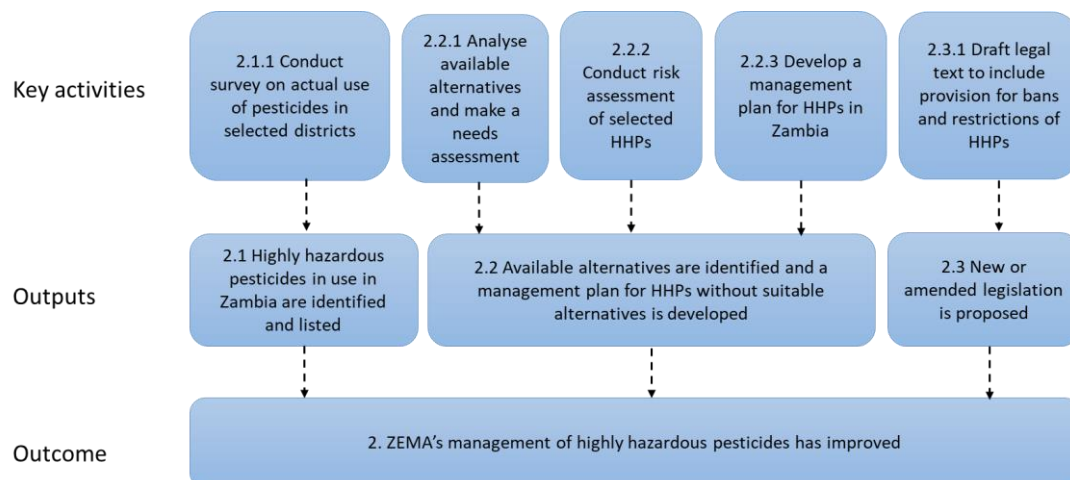 Key activities
2.1.1 Conduct
survey on actual use
of pesticides in
selected districts
2.2.1 Analyse
available
alternatives
and make a
needs
assessment
2.2.2
Conduct risk
assessment
of selected
HHPs
2.2.3 Develop a
management
plan for HHPs in
Zambia
2.3.1 Draft legal
text to include
provision for bans
and restrictions of
HHPs
Outputs
2.1 Highly hazardous
pesticides in use in
Zambia are identified
and listed
2.2 Available alternatives are identified and a
management plan for HHPs without suitable
alternatives is developed
2.3 New or
amended legislation
is proposed
Outcome
2. ZEMA’s management of highly hazardous pesticides has improved